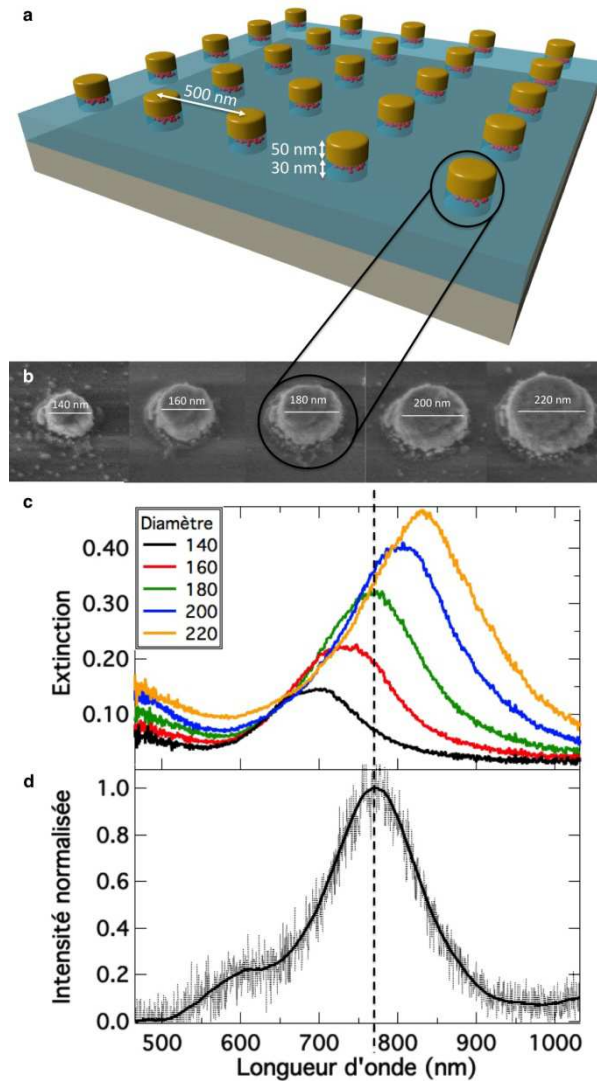 a
500 nm
50 nm
30 nm
b
140 nm
160 nm
180 nm
200 nm
220 nm
c
Diamètre
140
160
180
200
220
0.40
0.30
0.20
0.10
Extinction
d
1.0
0.8
0.6
0.4
0.2
0.0
Intensité normalisée
500 600 700 800 900 1000
Longueur d'onde (nm)